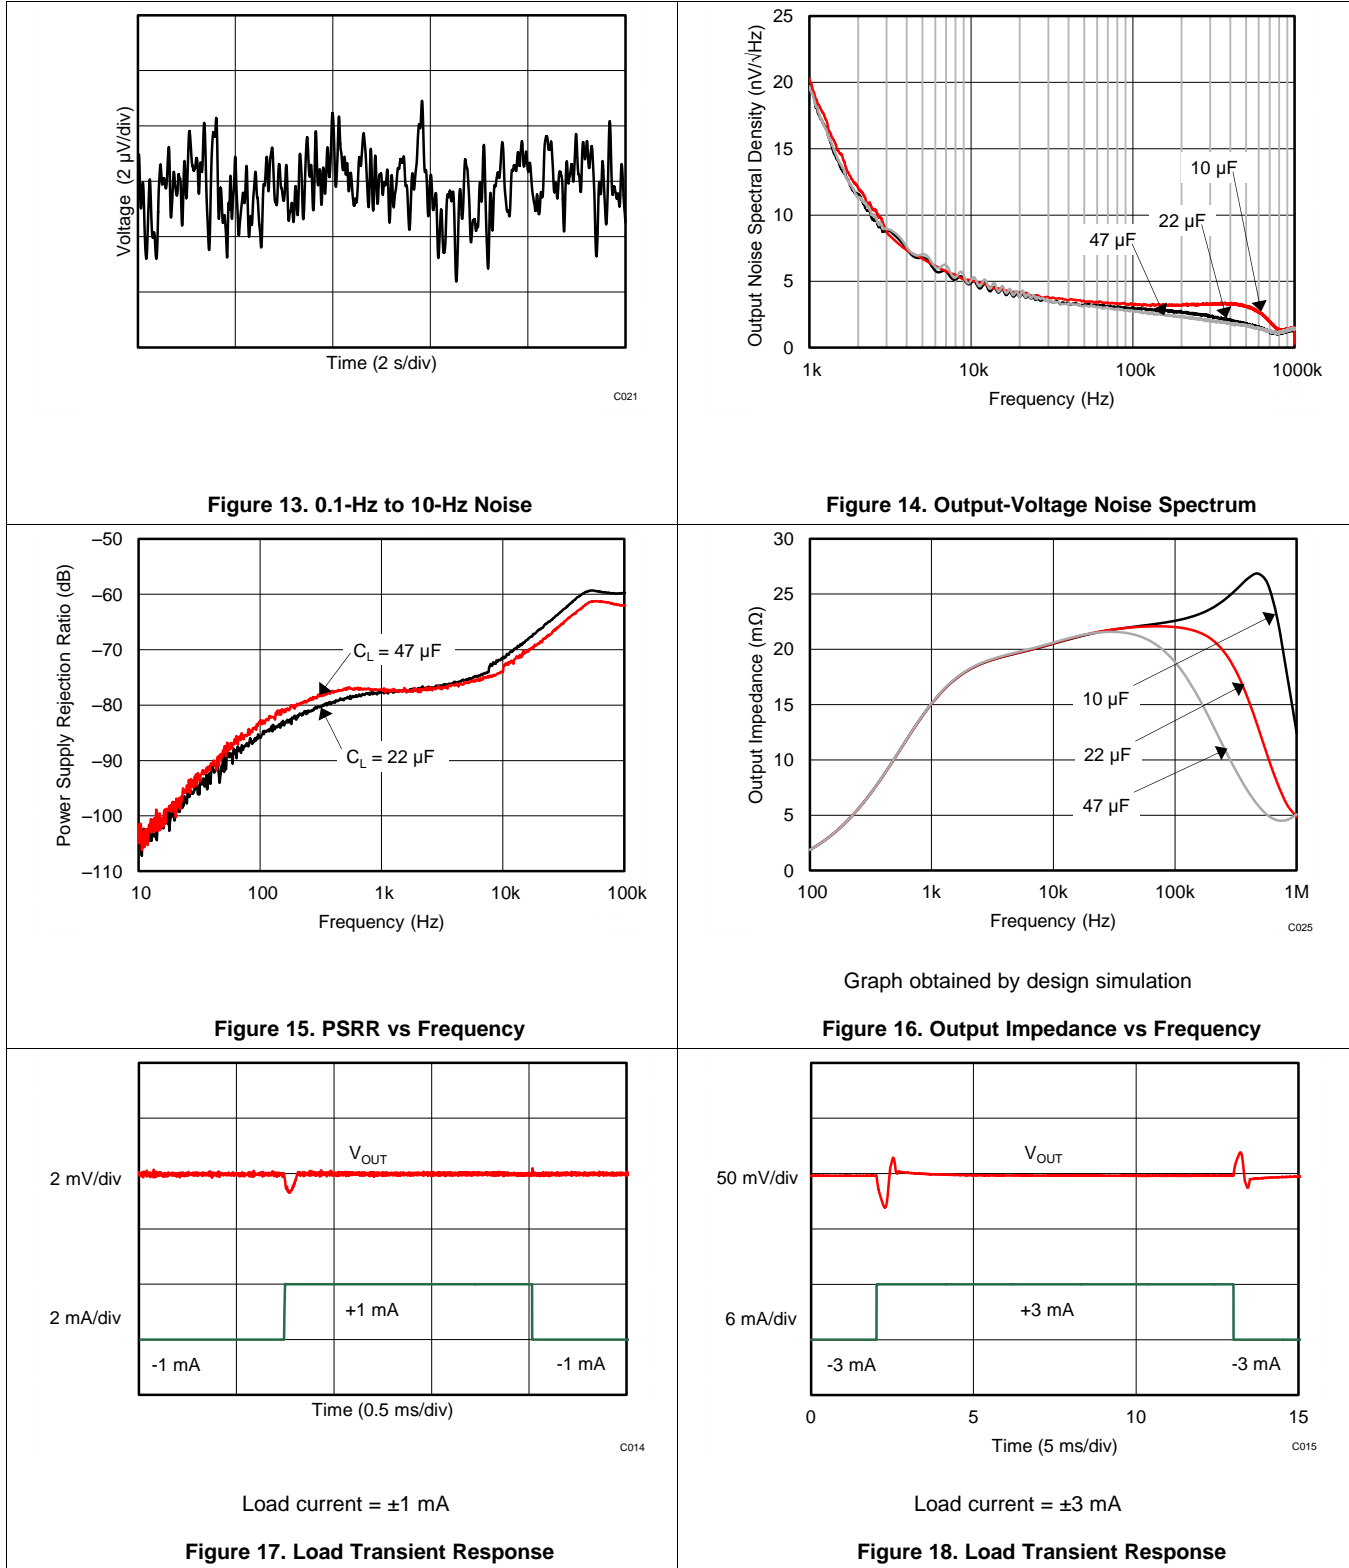 Voltage (2 µV/div)
Time (2 s/div)
C021
Figure 13. 0.1-Hz to 10-Hz Noise
25
20
15
10
5
0
Output Noise Spectral Density (nV/√Hz)
10 µF
22 µF
47 µF
1k
10k
100k
1000k
Frequency (Hz)
Figure 14. Output-Voltage Noise Spectrum
–50
–60
–70
–80
–90
–100
–110
Power Supply Rejection Ratio (dB)
CL = 47 µF
CL = 22 µF
10
100
1k
10k
100k
Frequency (Hz)
Figure 15. PSRR vs Frequency
30
25
20
15
10
5
0
Output Impedance (mΩ)
10 µF
22 µF
47 µF
100
1k
10k
100k
1M
Frequency (Hz)
C025
Graph obtained by design simulation
Figure 16. Output Impedance vs Frequency
VOUT
2 mV/div
+1 mA
2 mA/div
-1 mA
-1 mA
Time (0.5 ms/div)
C014
Load current = ±1 mA
Figure 17. Load Transient Response
VOUT
50 mV/div
+3 mA
6 mA/div
-3 mA
-3 mA
0
5
10
15
Time (5 ms/div)
C015
Load current = ±3 mA
Figure 18. Load Transient Response